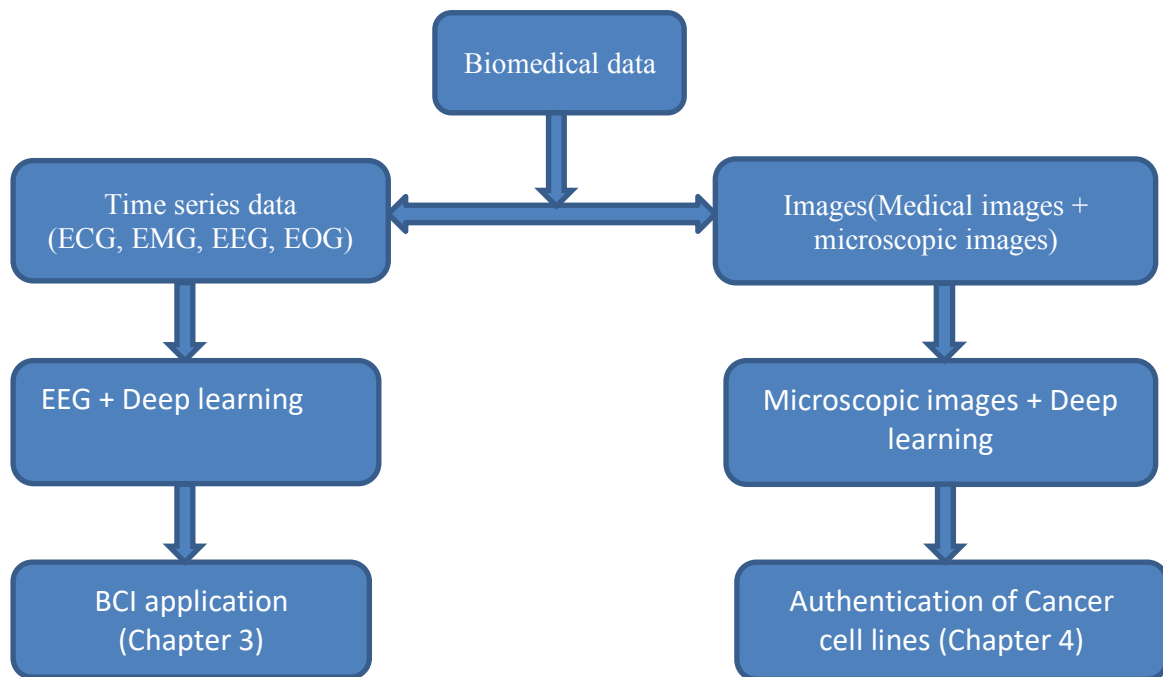 Biomedical data
Time series data
(ECG, EMG, EEG, EOG)
Images(Medical images +
microscopic images)
EEG + Deep learning
Microscopic images + Deep
learning
BCI application
(Chapter 3)
Authentication of Cancer
cell lines (Chapter 4)